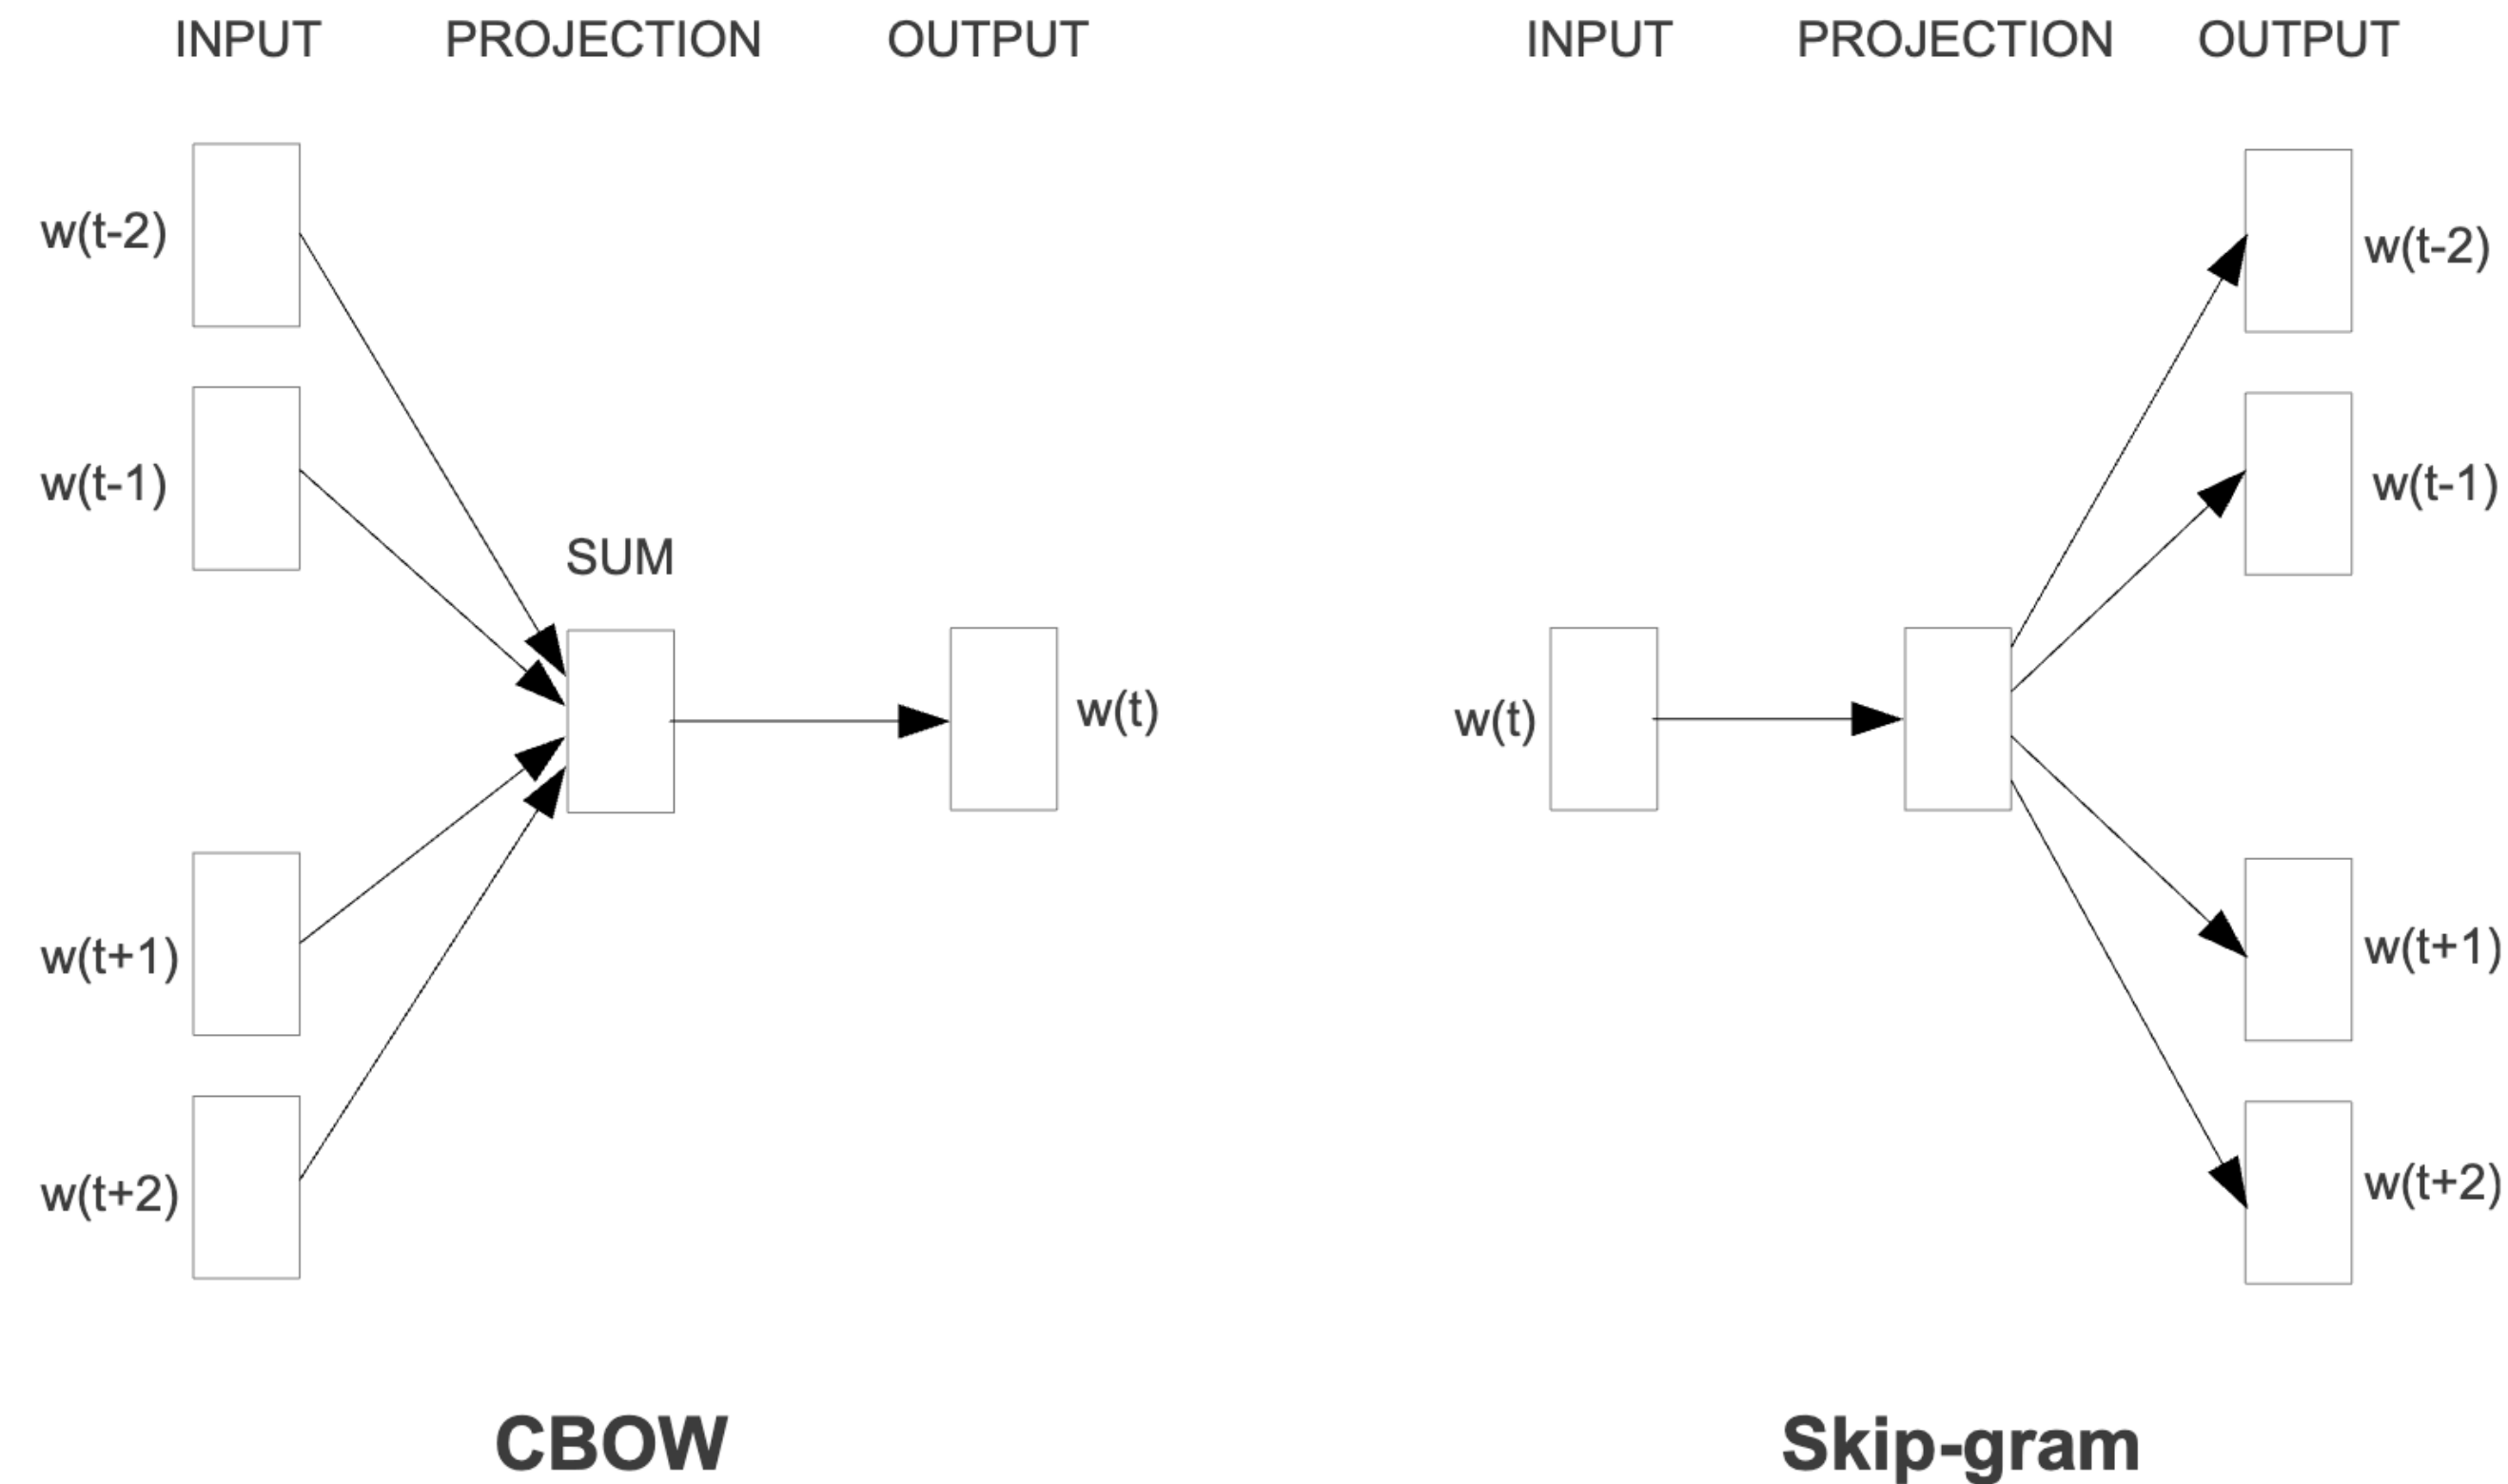 INPUT PROJECTION OUTPUT
w(t-2)
w(t-1)
SUM
w(t)
w(t+1)
w(t+2)
CBOW
INPUT PROJECTION OUTPUT
w(t-2)
w(t-1)
w(t)
w(t+1)
w(t+2)
Skip-gram